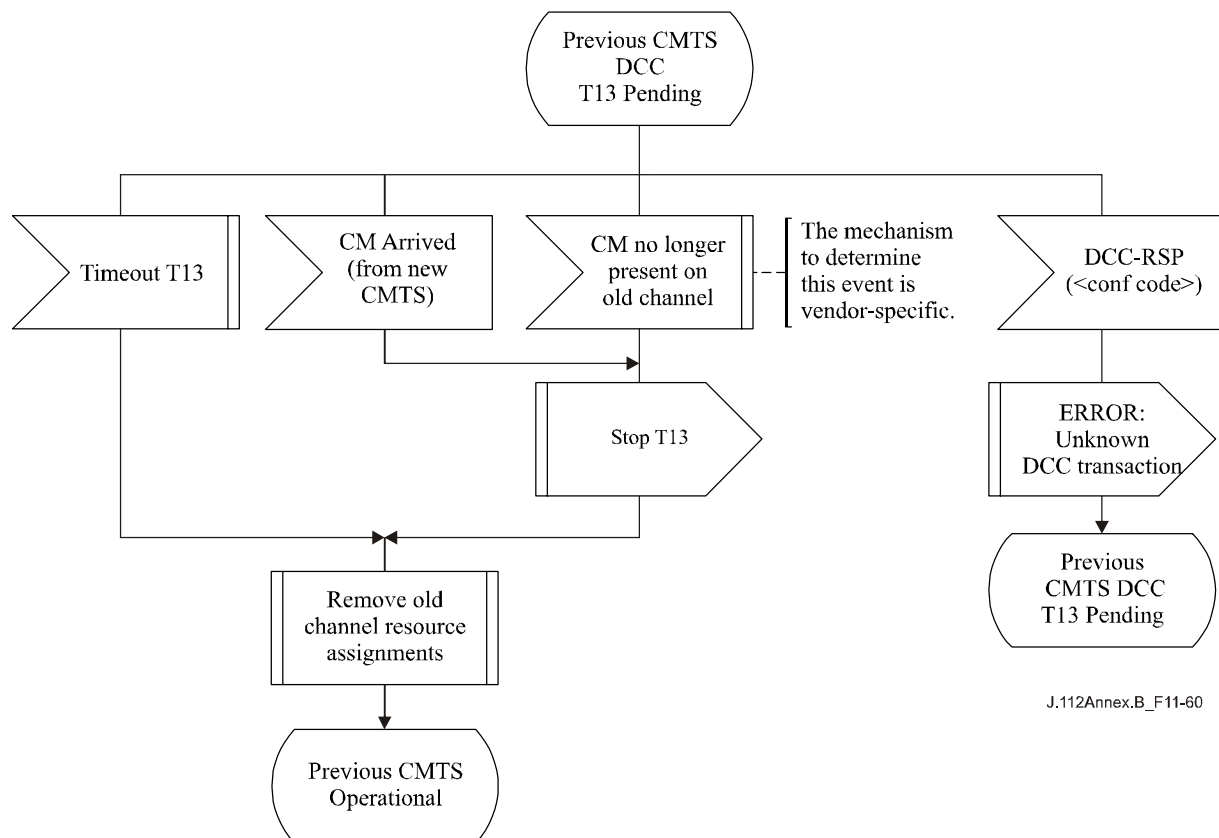 Previous CMTS
DCC
T13 Pending
Timeout T13
CM Arrived
(from new
CMTS)
CM no longer
present on
old channel
The mechanism
to determine
this event is
vendor-specific.
DCC-RSP
(<conf code>)
Stop T13
ERROR:
Unknown
DCC transaction
Remove old
channel resource
assignments
Previous
CMTS DCC
T13 Pending
J.112Annex.B_F11-60
Previous CMTS
Operational